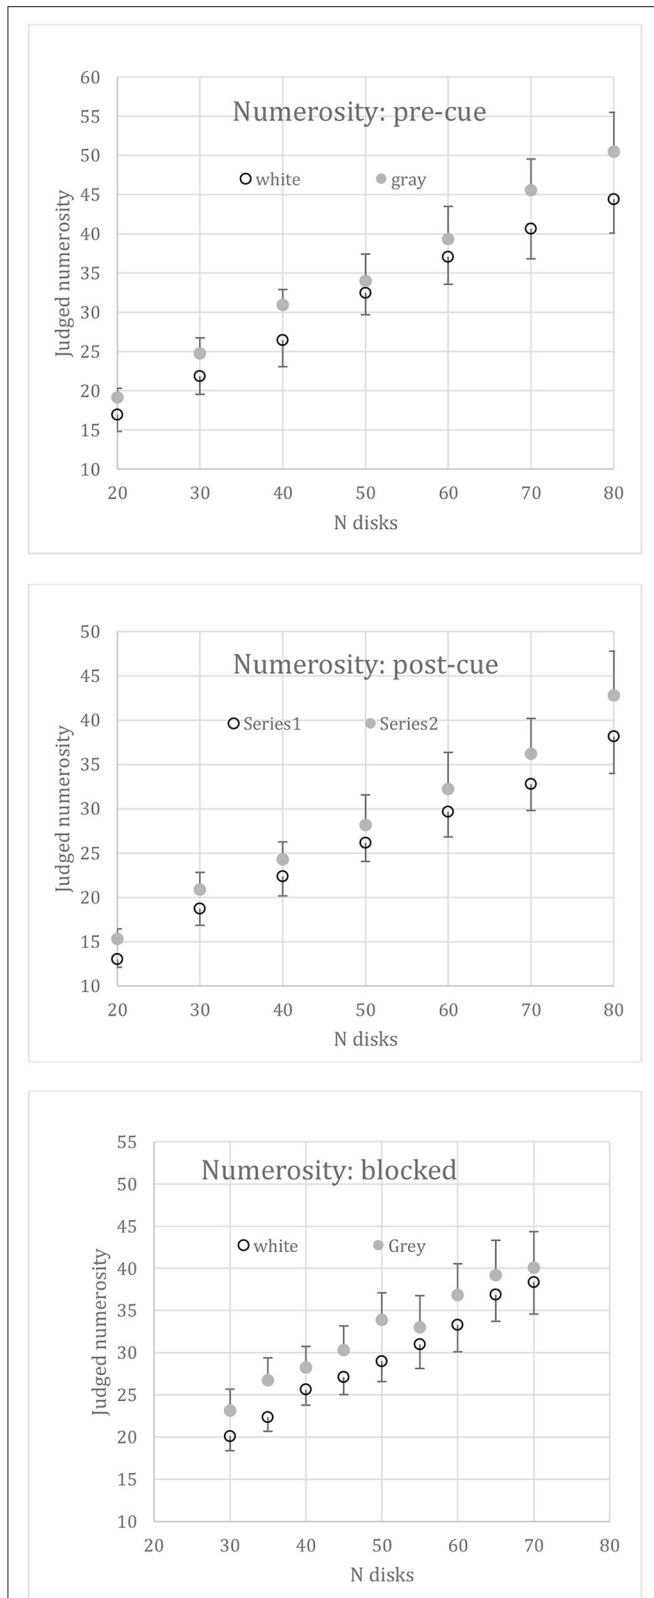 Numerosity: pre-cue
white gray
Judged numerosity
60
55
50
45
40
35
30
25
20
15
10
20 30 40 50 60 70 80
N disks
Numerosity: post-cue
Series1 Series2
Judged numerosity
50
45
40
35
30
25
20
15
10
20 30 40 50 60 70 80
N disks
Numerosity: blocked
white Grey
Judged numerosity
55
50
45
40
35
30
25
20
15
10
20 30 40 50 60 70 80
N disks